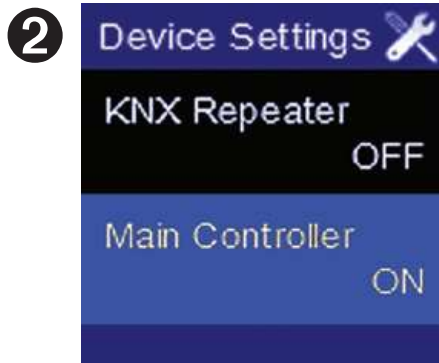 2
Device Settings
KNX Repeater
OFF
Main Controller
ON